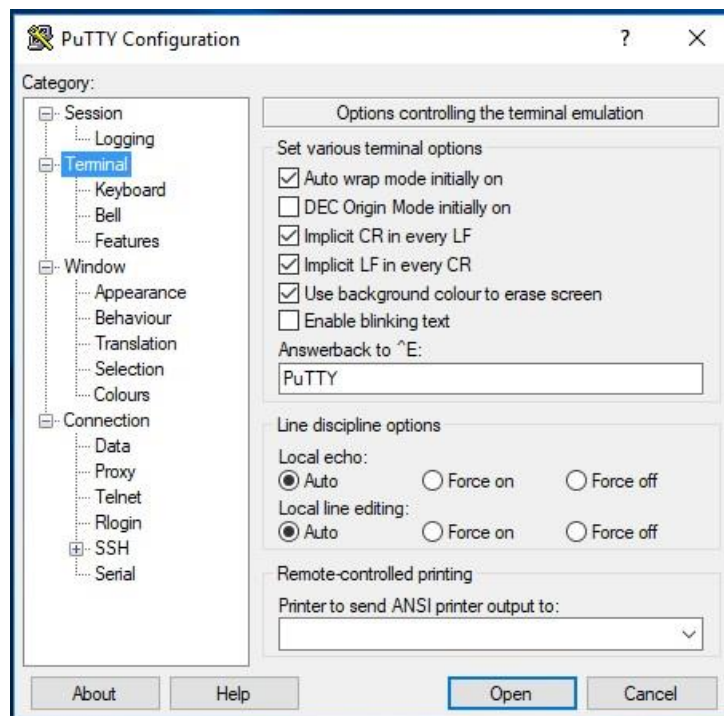 PuTTY Configuration
Category:
Session
Logging
Terminal
Keyboard
Bell
Features
Window
Appearance
Behaviour
Translation
Selection
Colours
Connection
Data
Proxy
Telnet
Rlogin
SSH
Serial
Options controlling the terminal emulation
Set various terminal options
Auto wrap mode initially on
DEC Origin Mode initially on
Implicit CR in every LF
Implicit LF in every CR
Use background colour to erase screen
Enable blinking text
Answerback to ^E:
PuTTY
Line discipline options
Local echo:
Auto Force on Force off
Local line editing:
Auto Force on Force off
Remote-controlled printing
Printer to send ANSI printer output to:
About Help Open Cancel